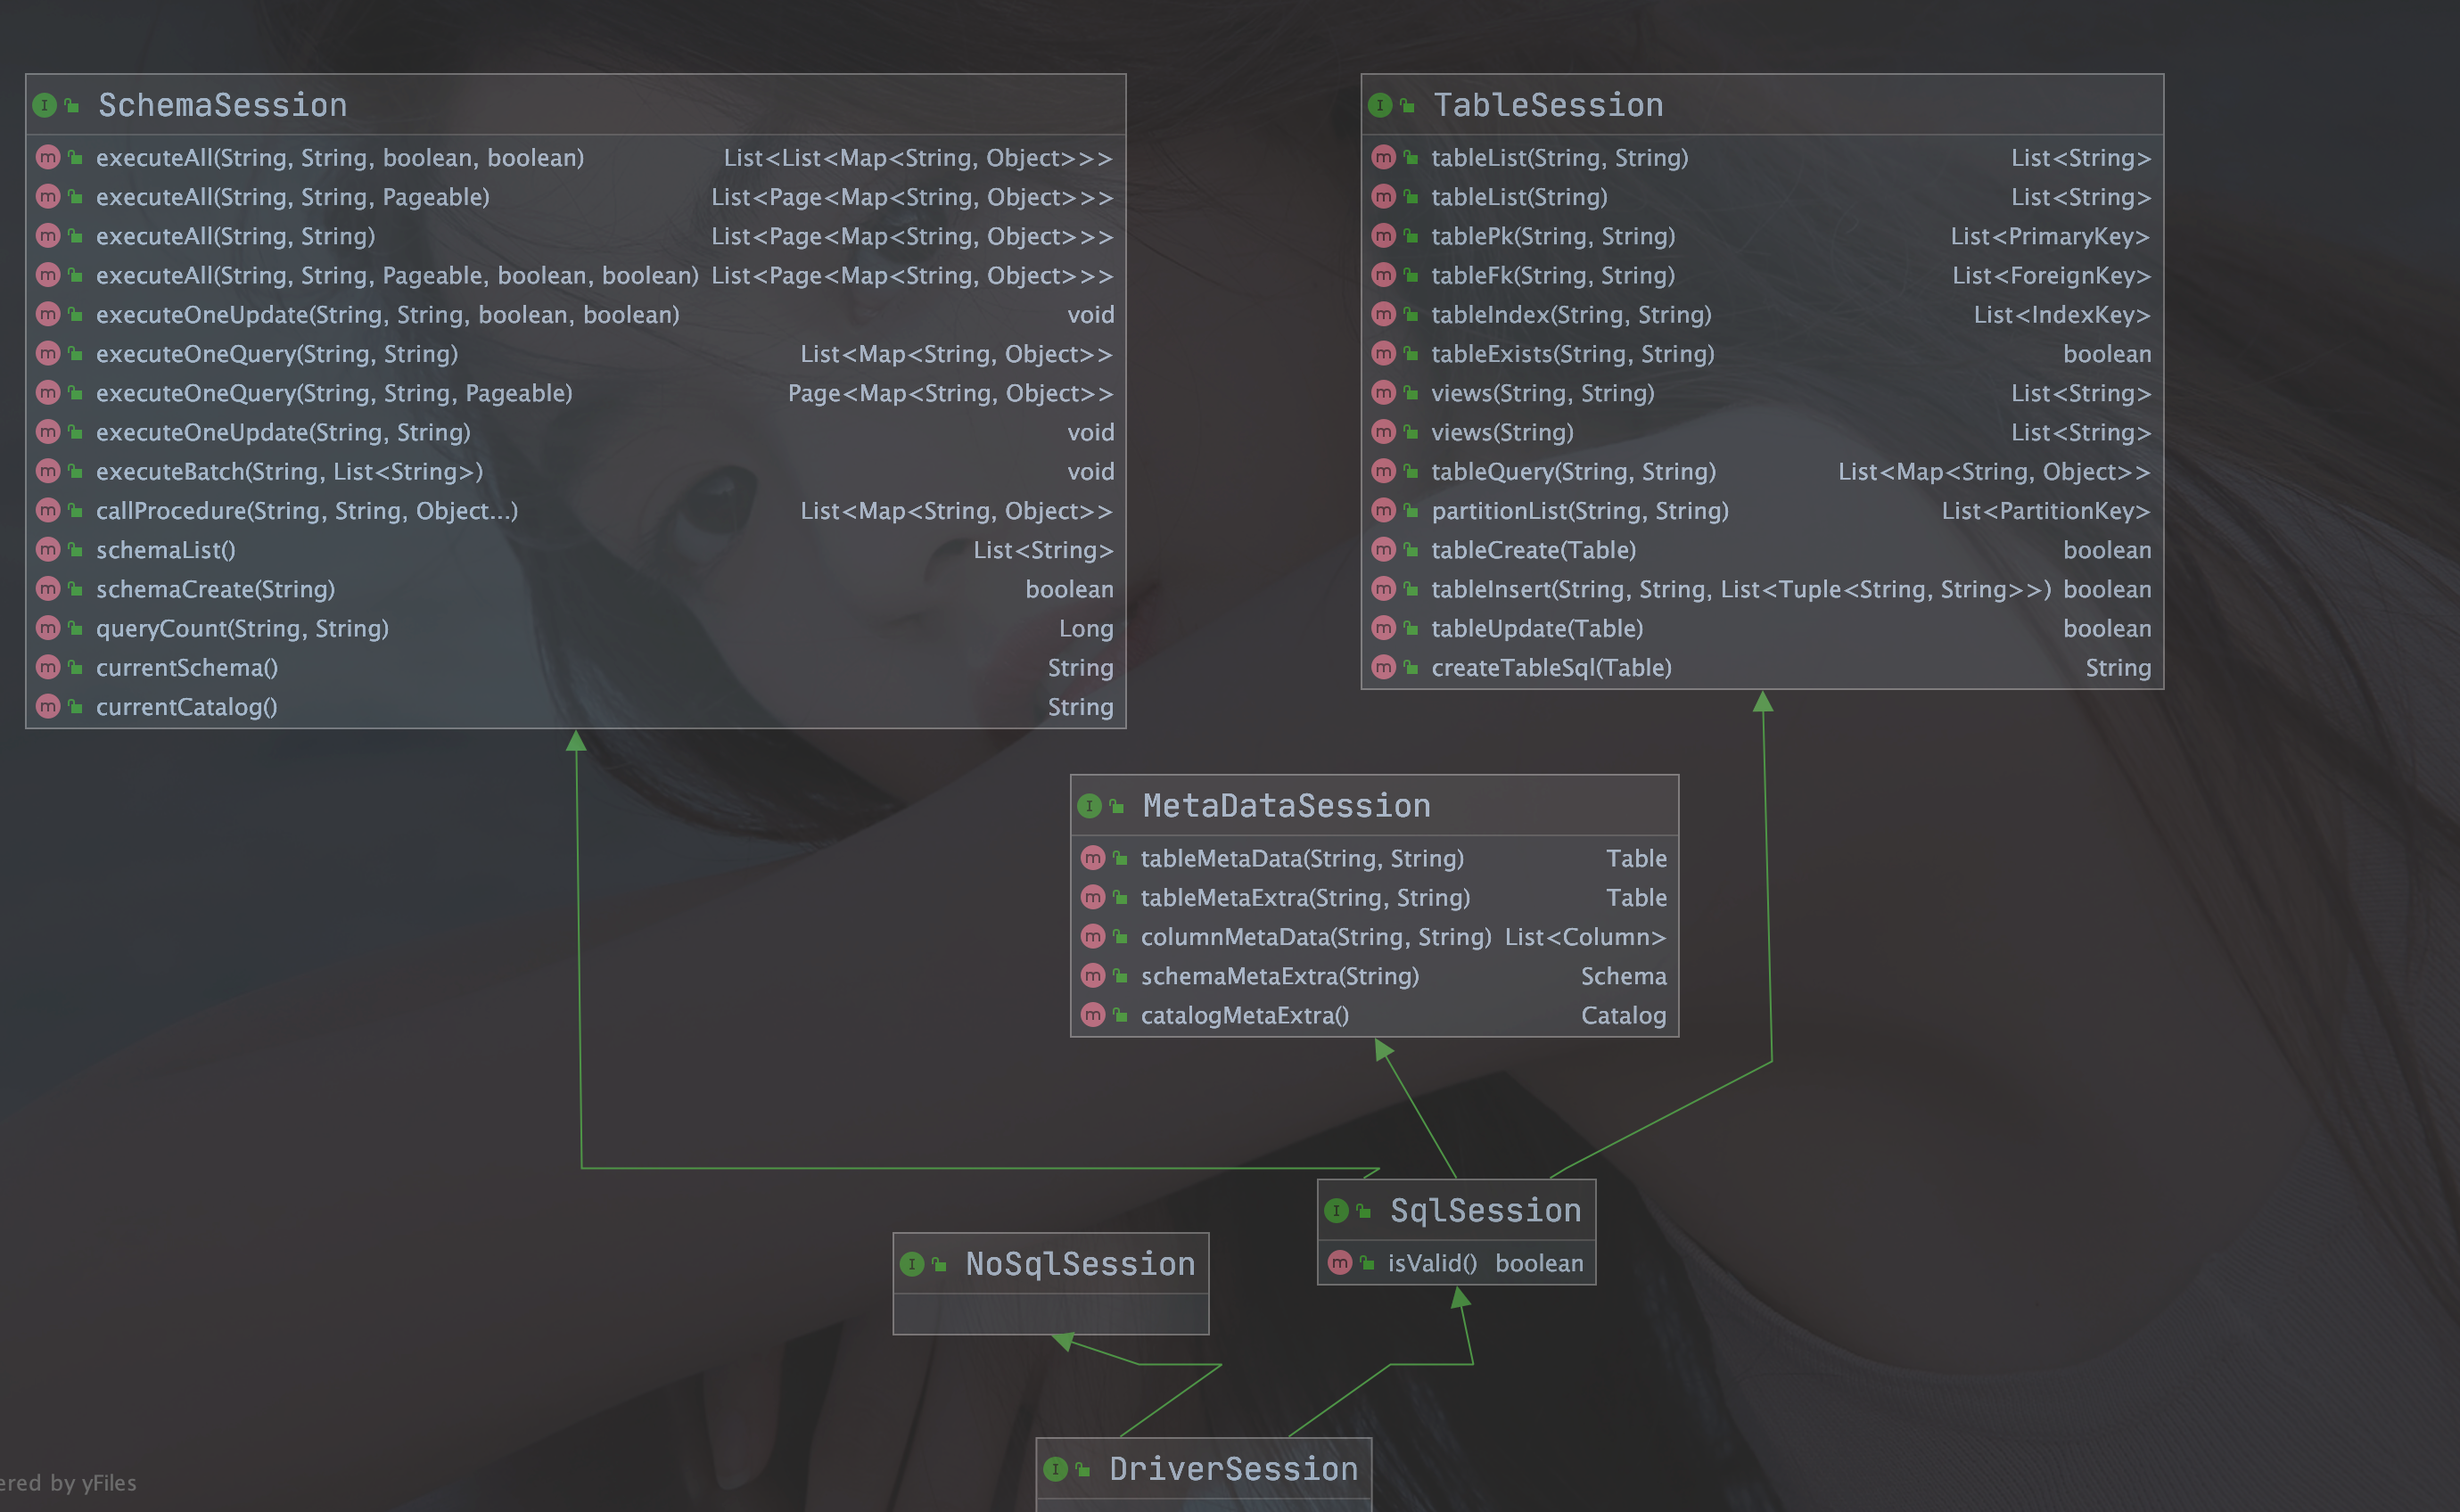 SchemaSession
executeAll(String, String, boolean, boolean) List<List<Map<String, Object>>>
executeAll(String, String, Pageable) List<Page<Map<String, Object>>>
executeAll(String, String) List<Page<Map<String, Object>>>
executeAll(String, String, Pageable, boolean, boolean) List<Page<Map<String, Object>>>
executeOneUpdate(String, String, boolean, boolean) void
executeOneQuery(String, String) List<Map<String, Object>>
executeOneQuery(String, String, Pageable) Page<Map<String, Object>>
executeOneUpdate(String, String) void
executeBatch(String, List<String>) void
callProcedure(String, String, Object...) List<Map<String, Object>>
schemaList() List<String>
schemaCreate(String) boolean
queryCount(String, String) Long
currentSchema() String
currentCatalog() String
TableSession
tableList(String, String) List<String>
tableList(String) List<String>
tablePk(String, String) List<PrimaryKey>
tableFk(String, String) List<ForeignKey>
tableIndex(String, String) List<IndexKey>
tableExists(String, String) boolean
views(String, String) List<String>
views(String) List<String>
tableQuery(String, String) List<Map<String, Object>>
partitionList(String, String) List<PartitionKey>
tableCreate(Table) boolean
tableInsert(String, String, List<Tuple<String, String>>) boolean
tableUpdate(Table) boolean
createTableSql(Table) String
MetaDataSession
tableMetaData(String, String) Table
tableMetaExtra(String, String) Table
columnMetaData(String, String) List<Column>
schemaMetaExtra(String) Schema
catalogMetaExtra() Catalog
SqlSession
isValid() boolean
NoSqlSession
DriverSession
ered by yFiles